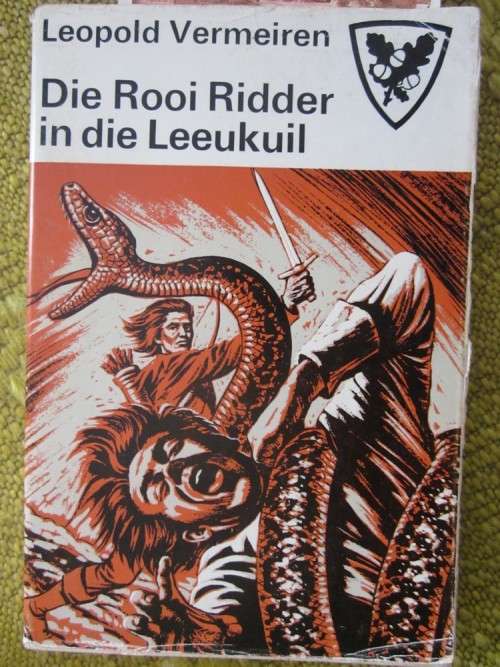 Leopold Vermeiren
Die Rooi Ridder
in die Leeukuil